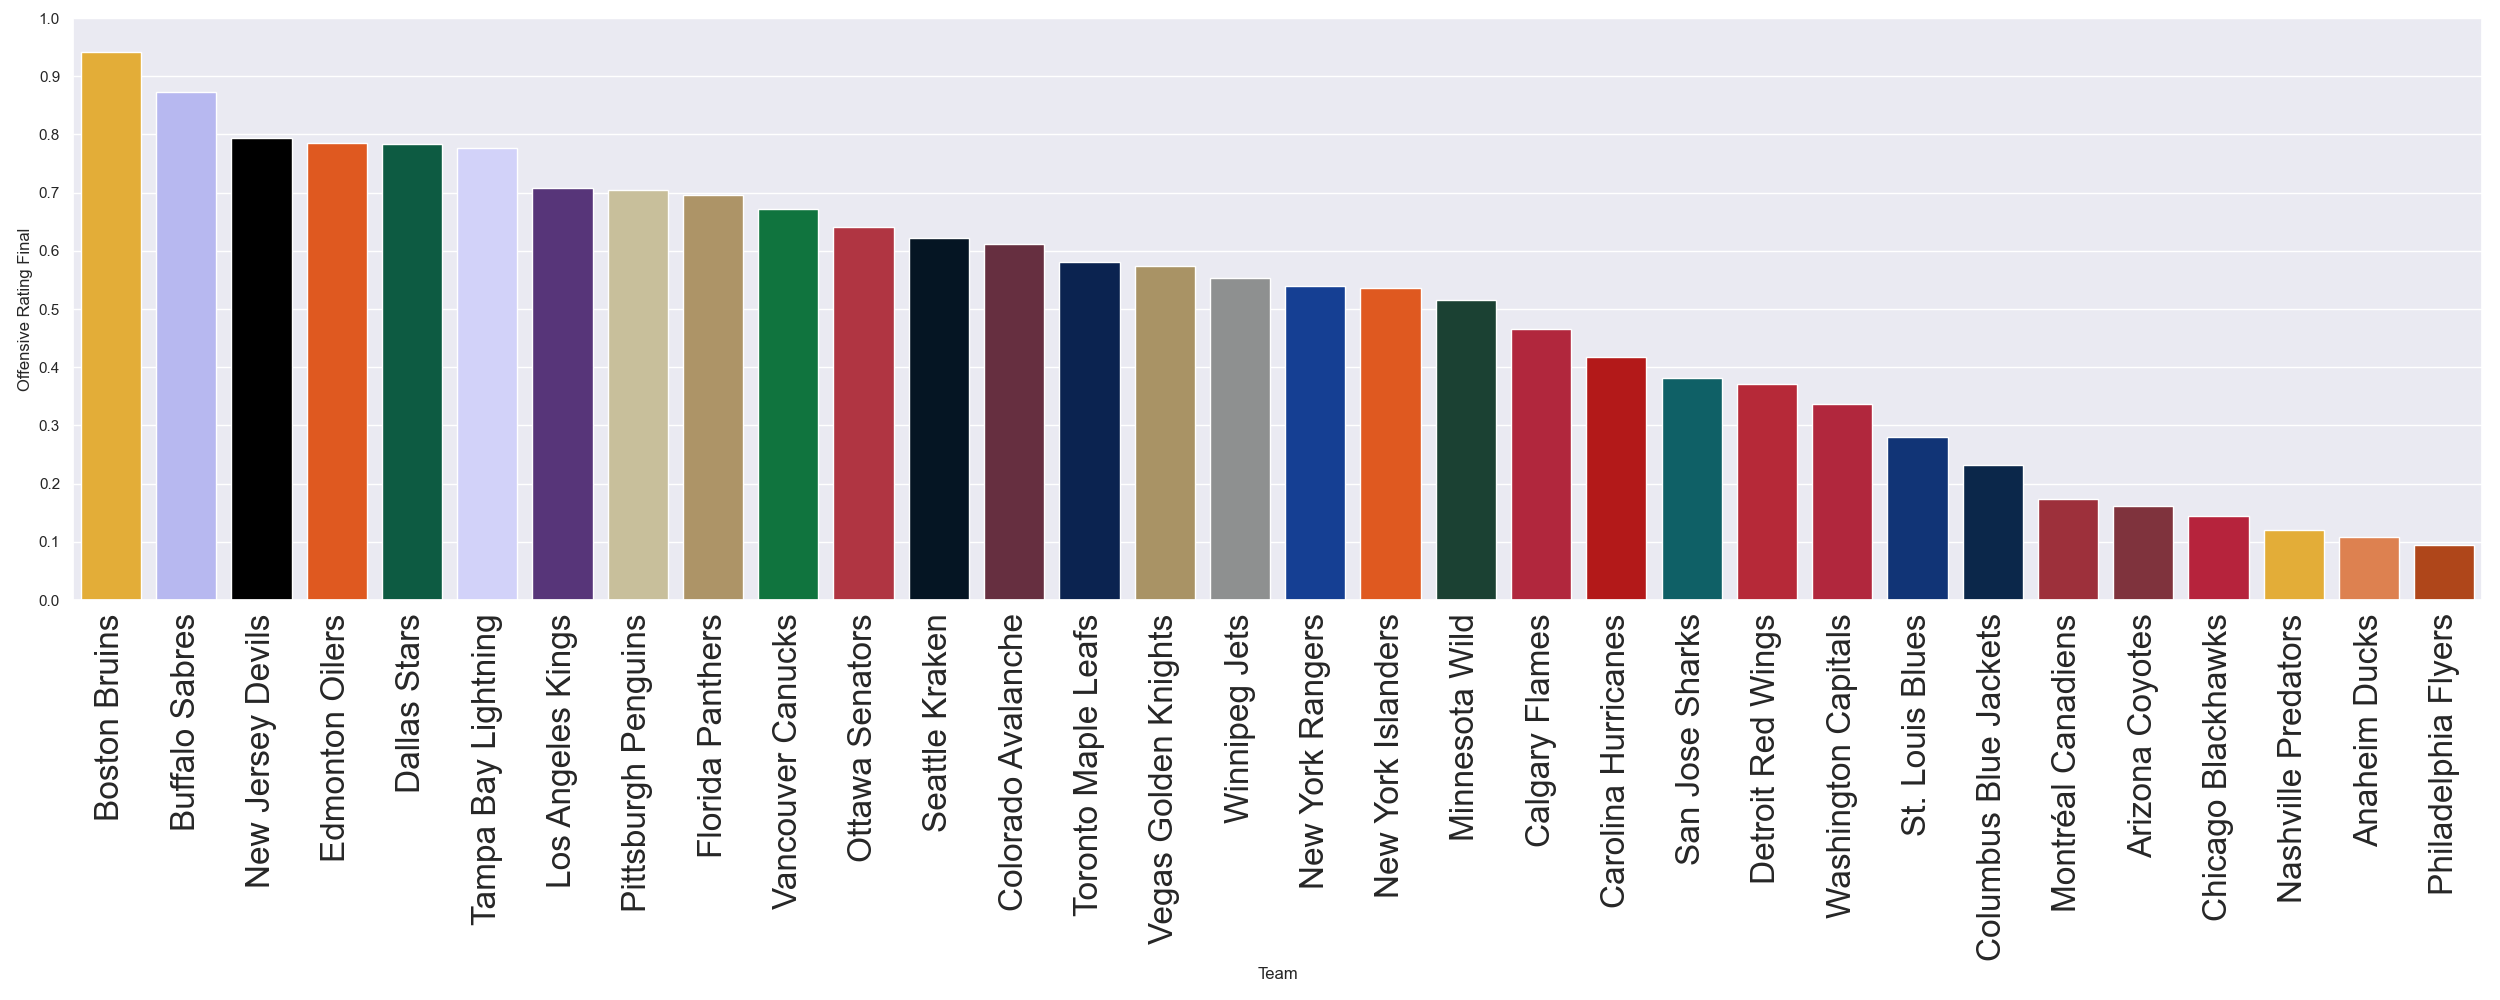 1.0
0.9
0.8
0.7
0.6
0.5
0.4
0.3
0.2
0.1
0.0
Offensive Rating Final
Boston Bruins
Buffalo Sabres
New Jersey Devils
Edmonton Oilers
Dallas Stars
Tampa Bay Lightning
Los Angeles Kings
Pittsburgh Penguins
Florida Panthers
Vancouver Canucks
Ottawa Senators
Seattle Kraken
Colorado Avalanche
Toronto Maple Leafs
Vegas Golden Knights
Winnipeg Jets
New York Rangers
New York Islanders
Minnesota Wild
Calgary Flames
Carolina Hurricanes
San Jose Sharks
Detroit Red Wings
Washington Capitals
St. Louis Blues
Columbus Blue Jackets
Montréal Canadiens
Arizona Coyotes
Chicago Blackhawks
Nashville Predators
Anaheim Ducks
Philadelphia Flyers
Team